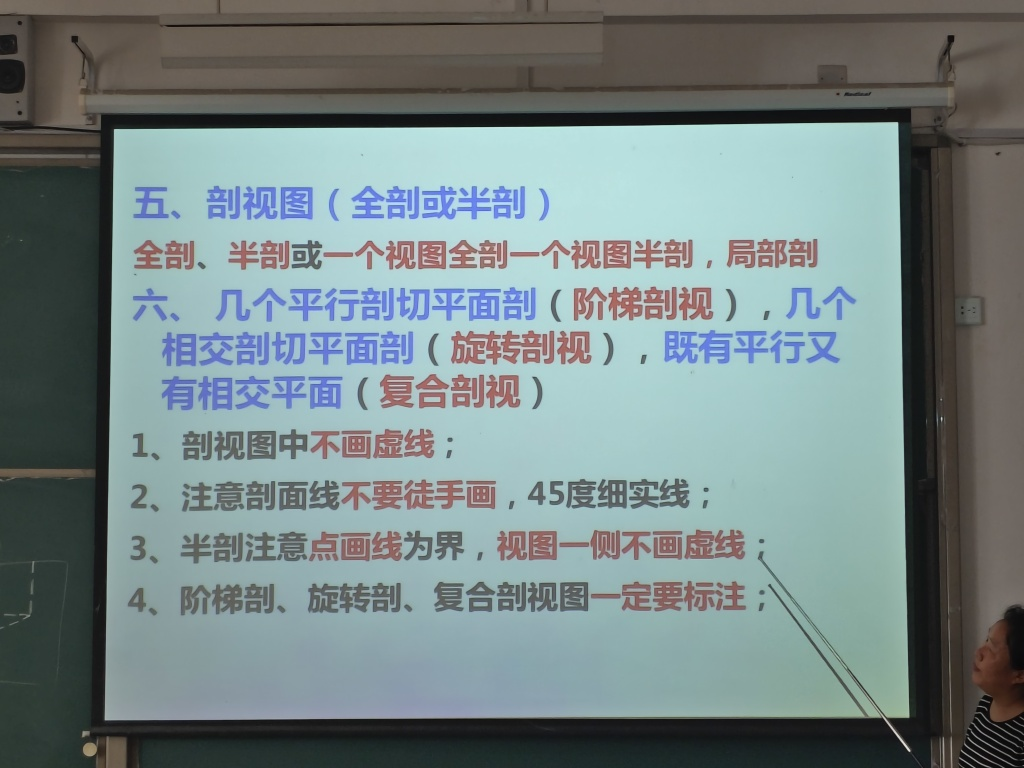 五、剖视图（全剖或半剖）
全剖、半剖或一个视图全剖一个视图半剖，局部剖
六、 几个平行剖切平面剖（阶梯剖视），几个
相交剖切平面剖（旋转剖视），既有平行又
有相交平面（复合剖视）
1、剖视图中不画虚线；
2、注意剖面线不要徒手画，45度细实线；
3、半剖注意点画线为界，视图一侧不画虚线；
4、阶梯剖、旋转剖、复合剖视图一定要标注；